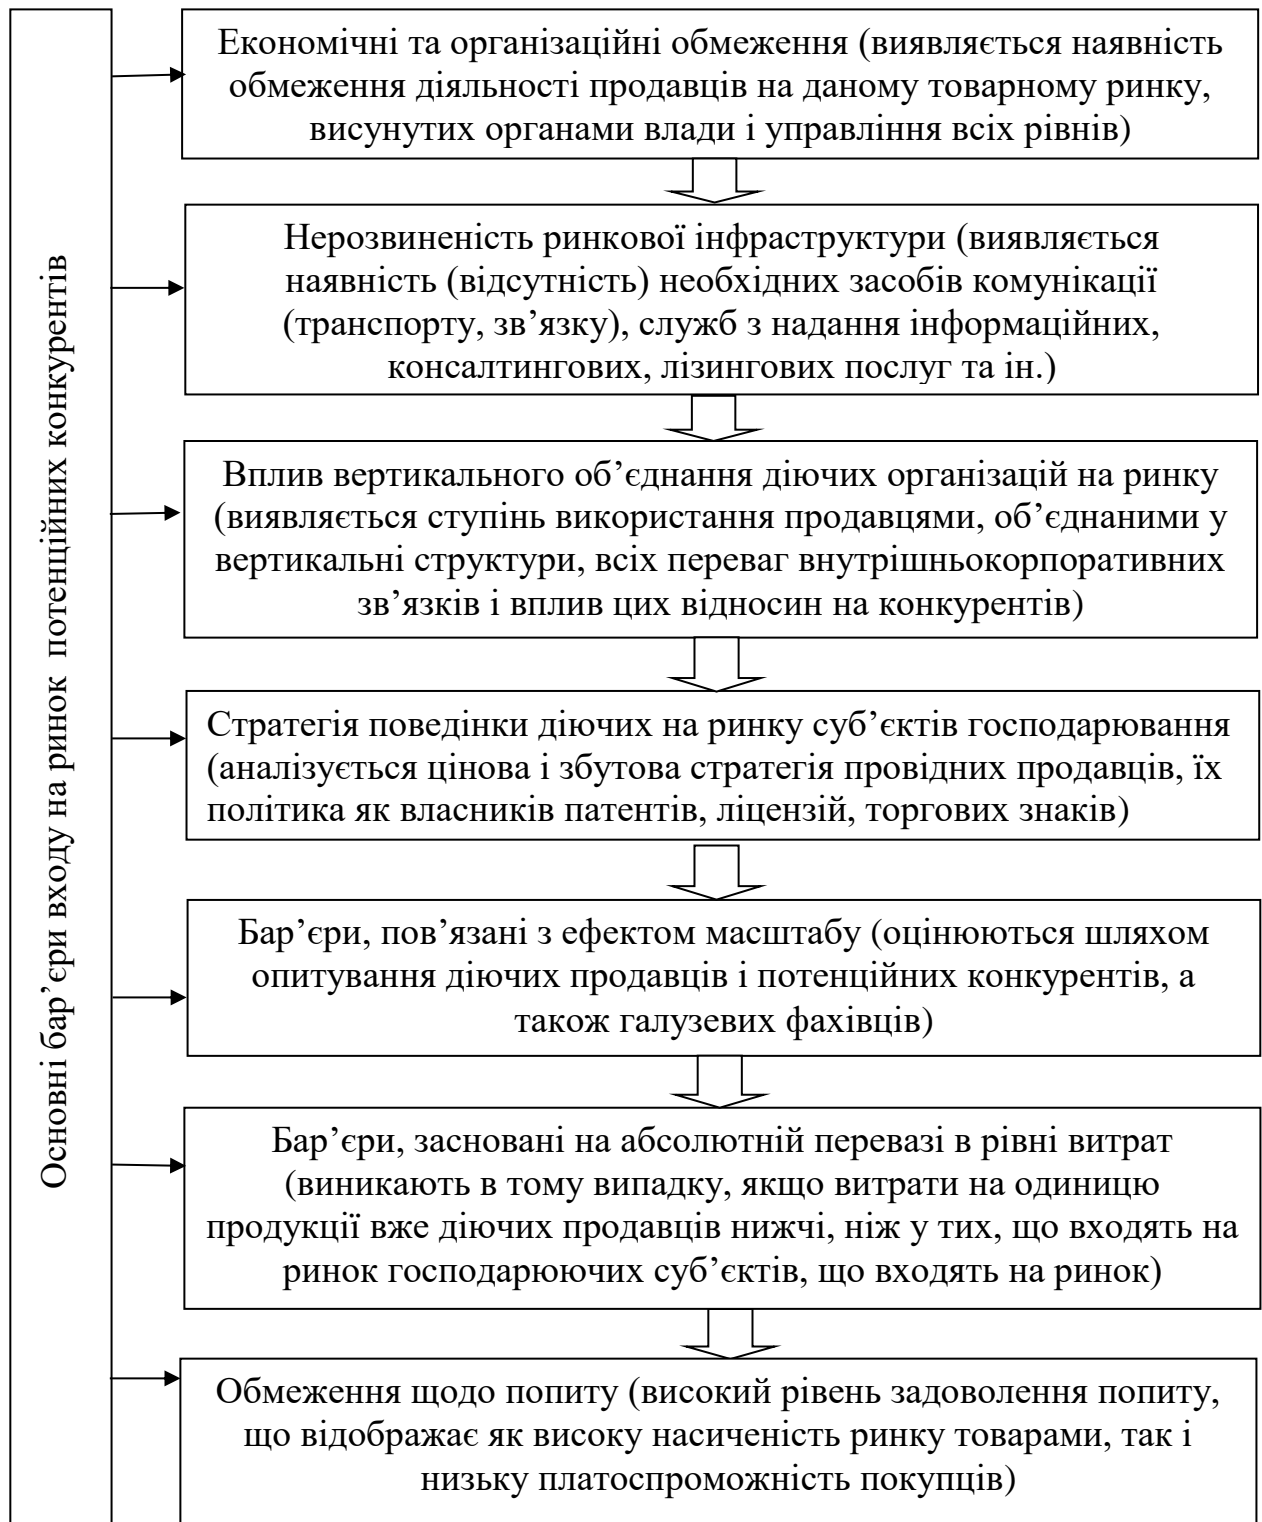 Основні бар’єри входу на ринок потенційних конкурентів
Економічні та організаційні обмеження (виявляється наявність
обмеження діяльності продавців на даному товарному ринку,
висунутих органами влади і управління всіх рівнів)
Нерозвиненість ринкової інфраструктури (виявляється
наявність (відсутність) необхідних засобів комунікації
(транспорту, зв’язку), служб з надання інформаційних,
консалтингових, лізингових послуг та ін.)
Вплив вертикального об’єднання діючих організацій на ринку
(виявляється ступінь використання продавцями, об’єднаними у
вертикальні структури, всіх переваг внутрішньокорпоративних
зв’язків і вплив цих відносин на конкурентів)
Стратегія поведінки діючих на ринку суб’єктів господарювання
(аналізується цінова і збутова стратегія провідних продавців, їх
політика як власників патентів, ліцензій, торгових знаків)
Бар’єри, пов’язані з ефектом масштабу (оцінюються шляхом
опитування діючих продавців і потенційних конкурентів, а
також галузевих фахівців)
Бар’єри, засновані на абсолютній перевазі в рівні витрат
(виникають в тому випадку, якщо витрати на одиницю
продукції вже діючих продавців нижчі, ніж у тих, що входять на
ринок господарюючих суб’єктів, що входять на ринок)
Обмеження щодо попиту (високий рівень задоволення попиту,
що відображає як високу насиченість ринку товарами, так і
низьку платоспроможність покупців)